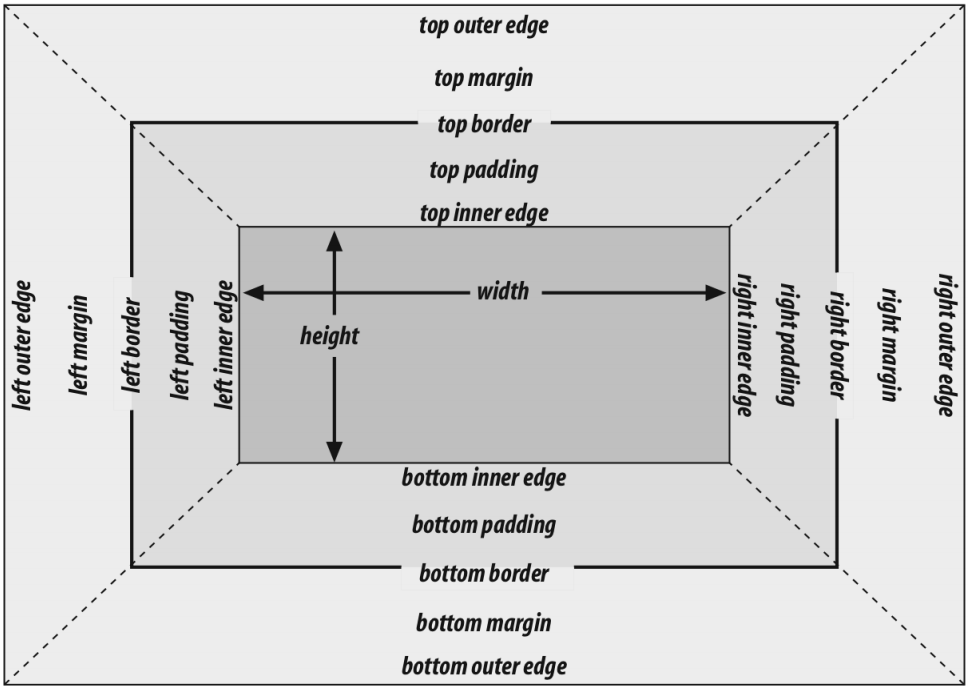 top outer edge
top margin
top border
top padding
top inner edge
left outer edge
left margin
left border
left padding
left inner edge
width
height
right inner edge
right padding
right border
right margin
right outer edge
bottom inner edge
bottom padding
bottom border
bottom margin
bottom outer edge